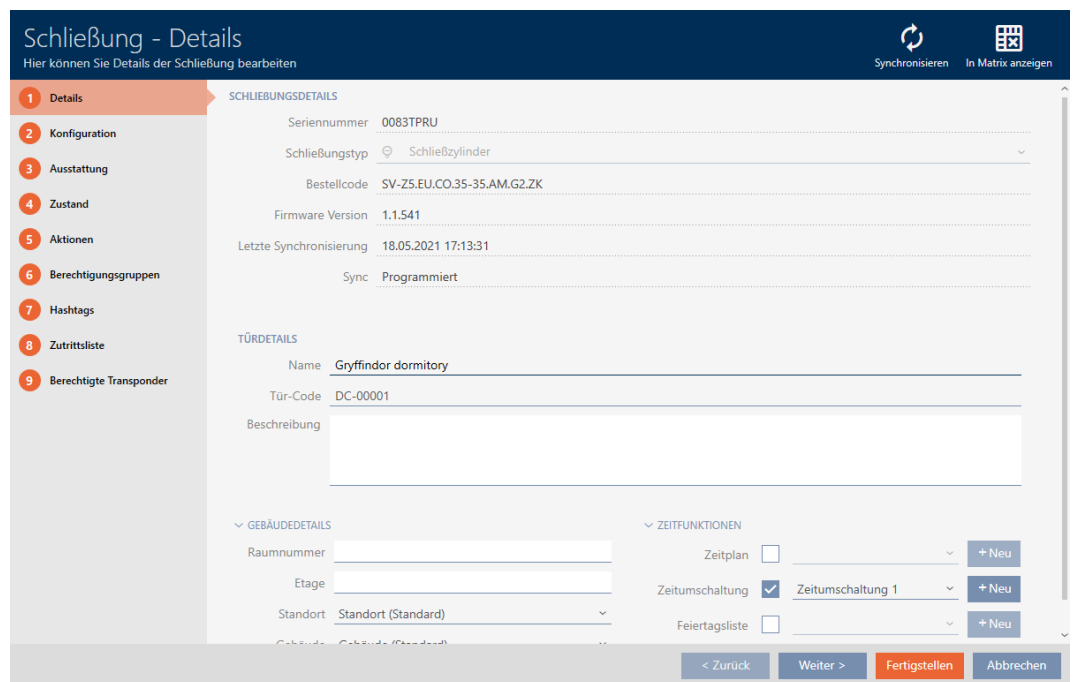 Schließung - Details
Hier können Sie Details der Schließung bearbeiten
Synchronisieren
In Matrix anzeigen
1 Details
2 Konfiguration
3 Ausstattung
4 Zustand
5 Aktionen
6 Berechtigungsgruppen
7 Hashtags
8 Zutrittsliste
9 Berechtigte Transponder
SCHLIEßUNGSDETAILS
Seriennummer 0083TPRU
Schließungstyp Schließzylinder
Bestellcode SV-Z5.EU.CO.35-35.AM.G2.ZK
Firmware Version 1.1.541
Letzte Synchronisierung 18.05.2021 17:13:31
Sync Programmiert
TÜRDETAILS
Name Gryffindor dormitory
Tür-Code DC-00001
Beschreibung
GEBÄUDEDETAILS
Raumnummer
Etage
Standort Standort (Standard)
Gebäude Gebäude (Standard)
ZEITFUNKTIONEN
Zeitplan + Neu
Zeitumschaltung Zeitumschaltung 1 + Neu
Feiertagsliste + Neu
< Zurück Weiter > Fertigstellen Abbrechen